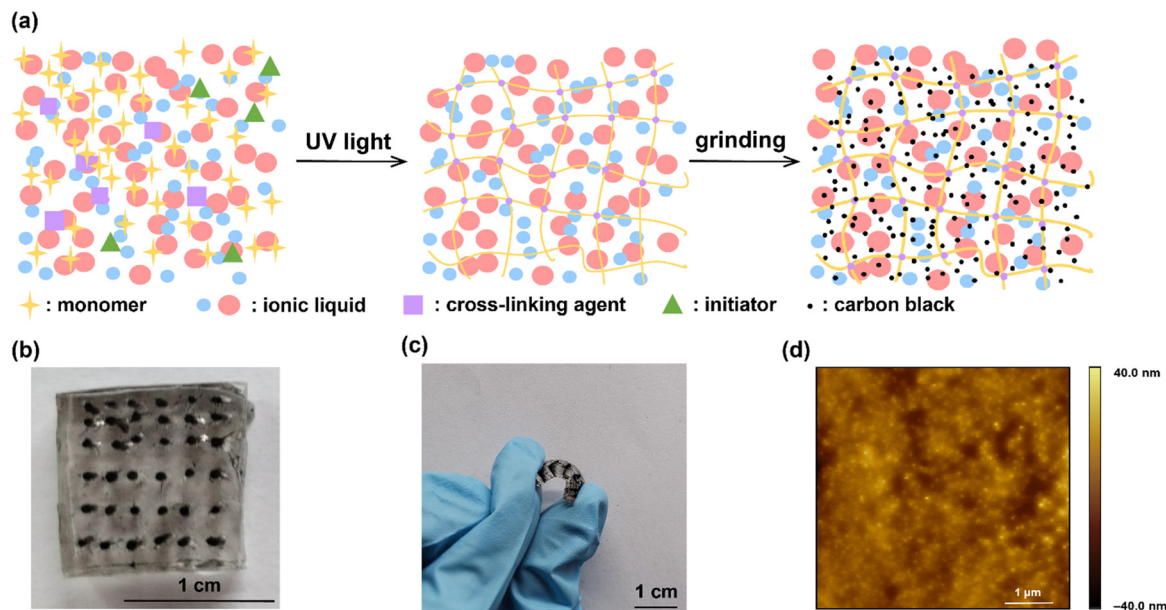 (a)
UV light
grinding
: monomer
: ionic liquid
: cross-linking agent
: initiator
: carbon black
(b)
1 cm
(c)
1 cm
(d)
40.0 nm
1 μm
–40.0 nm